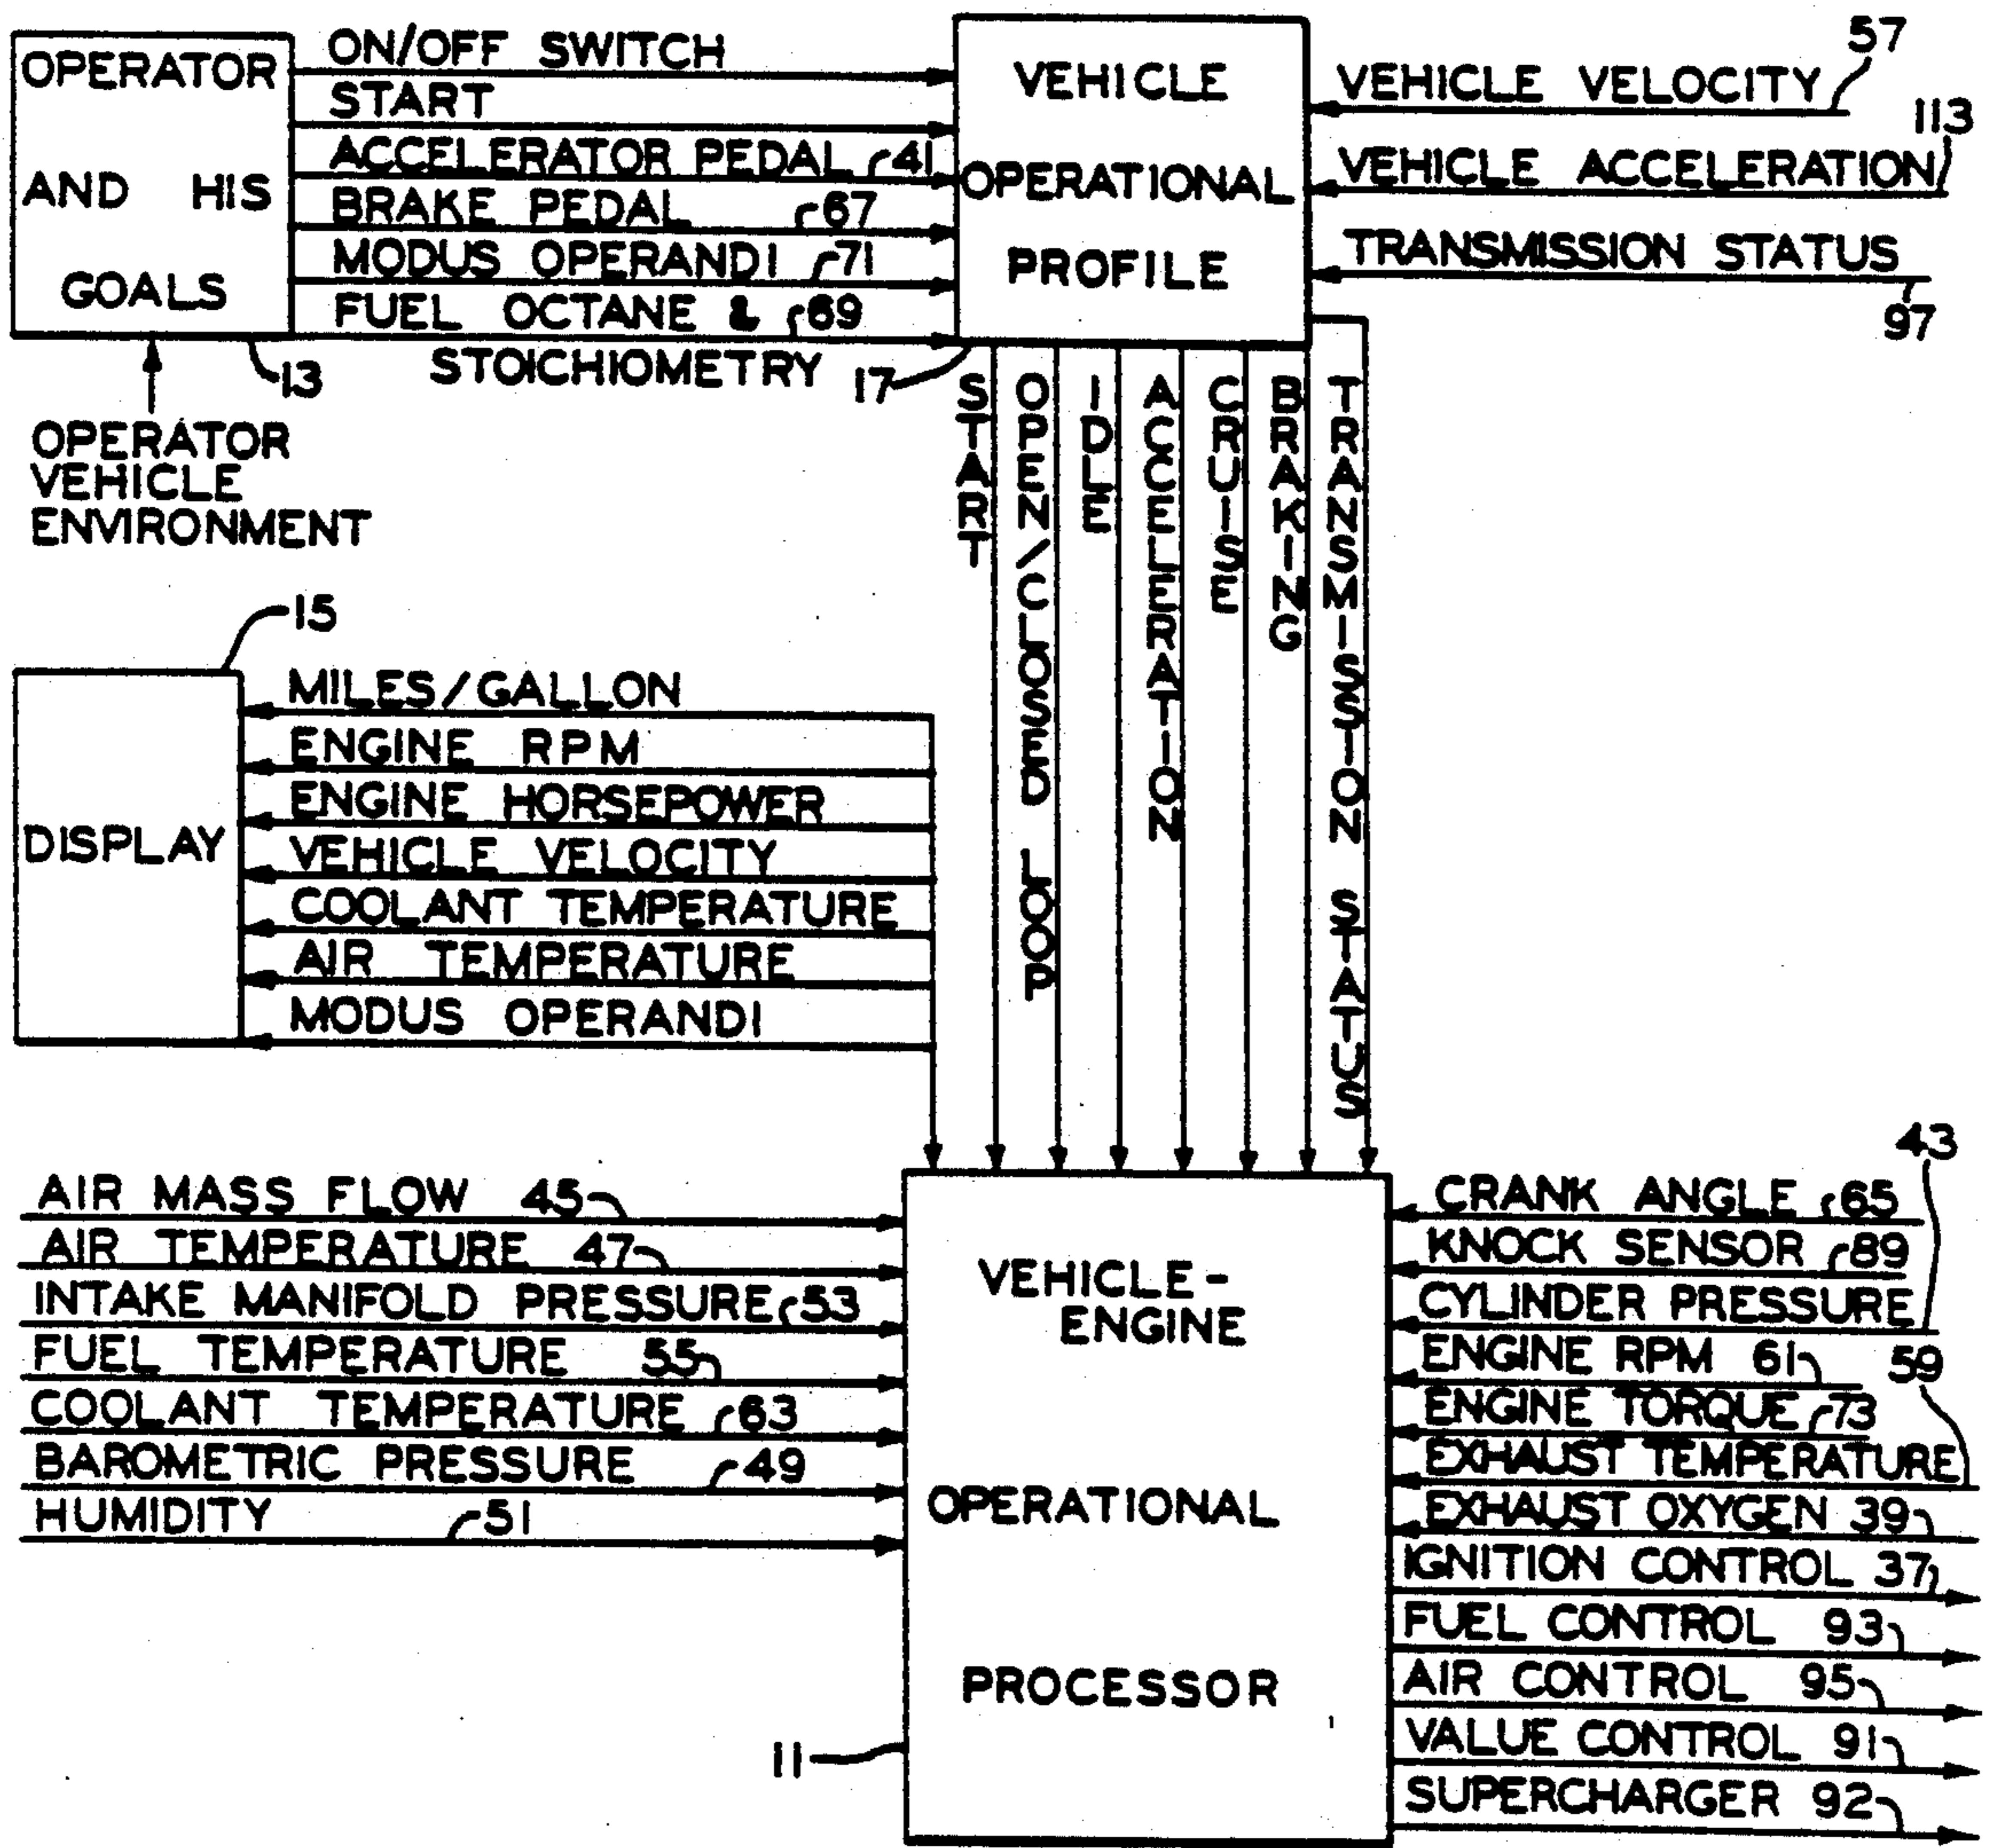 OPERATOR
AND HIS
GOALS
13
OPERATOR
VEHICLE
ENVIRONMENT
ON/OFF SWITCH
START
ACCELERATOR PEDAL 41
BRAKE PEDAL 67
MODUS OPERANDI 71
FUEL OCTANE & 69
STOICHIOMETRY
VEHICLE
OPERATIONAL
PROFILE
17
VEHICLE VELOCITY
57
VEHICLE ACCELERATION
113
TRANSMISSION STATUS
97
START
OPEN/CLOSED LOOP
IDLE
ACCELERATION
CRUISE
BRAKING
TRANSMISSION STATUS
15
DISPLAY
MILES/GALLON
ENGINE RPM
ENGINE HORSEPOWER
VEHICLE VELOCITY
COOLANT TEMPERATURE
AIR TEMPERATURE
MODUS OPERANDI
AIR MASS FLOW 45
AIR TEMPERATURE 47
INTAKE MANIFOLD PRESSURE 53
FUEL TEMPERATURE 55
COOLANT TEMPERATURE 63
BAROMETRIC PRESSURE 49
HUMIDITY 51
VEHICLE-
ENGINE
OPERATIONAL
PROCESSOR
11
43
CRANK ANGLE 65
KNOCK SENSOR 89
CYLINDER PRESSURE
ENGINE RPM 61
59
ENGINE TORQUE 73
EXHAUST TEMPERATURE
EXHAUST OXYGEN 39
IGNITION CONTROL 37
FUEL CONTROL 93
AIR CONTROL 95
VALUE CONTROL 91
SUPERCHARGER 92